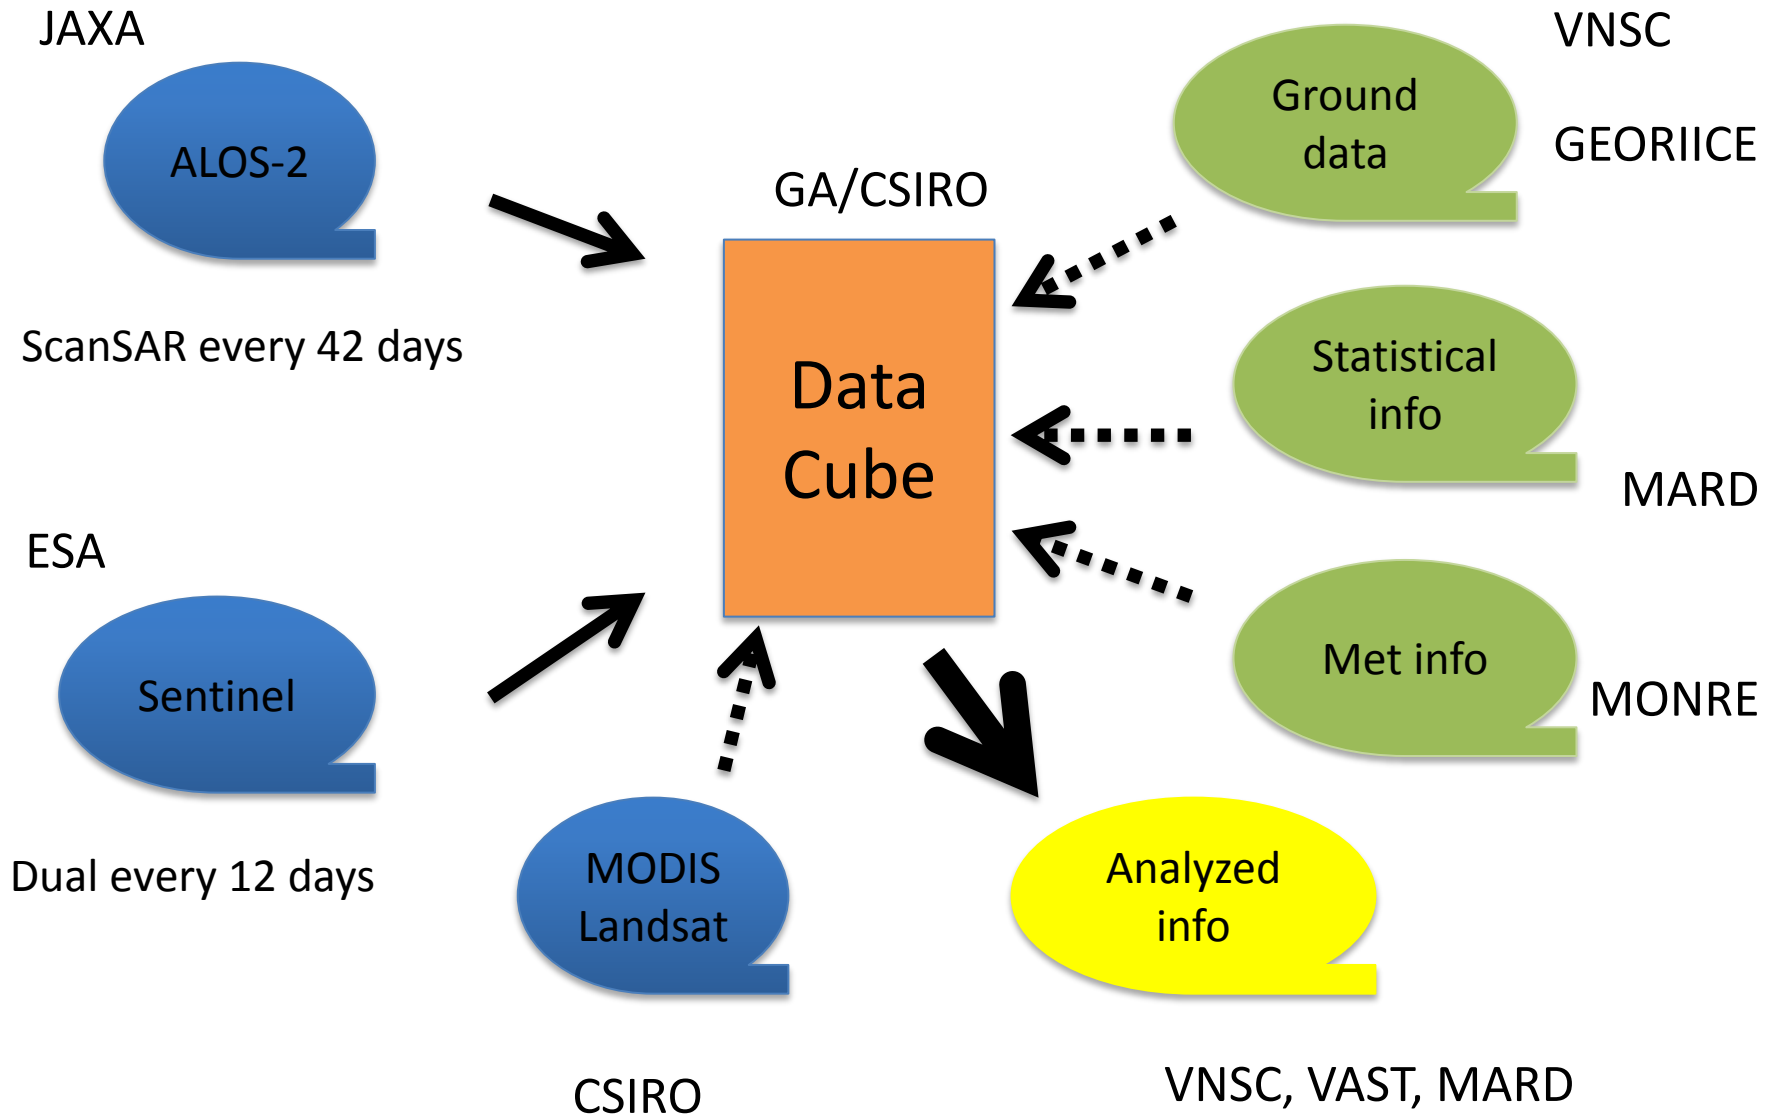 JAXA
ALOS-2
ScanSAR every 42 days
ESA
Sentinel
Dual every 12 days
MODIS
Landsat
CSIRO
GA/CSIRO
Data
Cube
VNSC
Ground
data
GEORIICE
Statistical
info
MARD
Met info
MONRE
Analyzed
info
VNSC, VAST, MARD